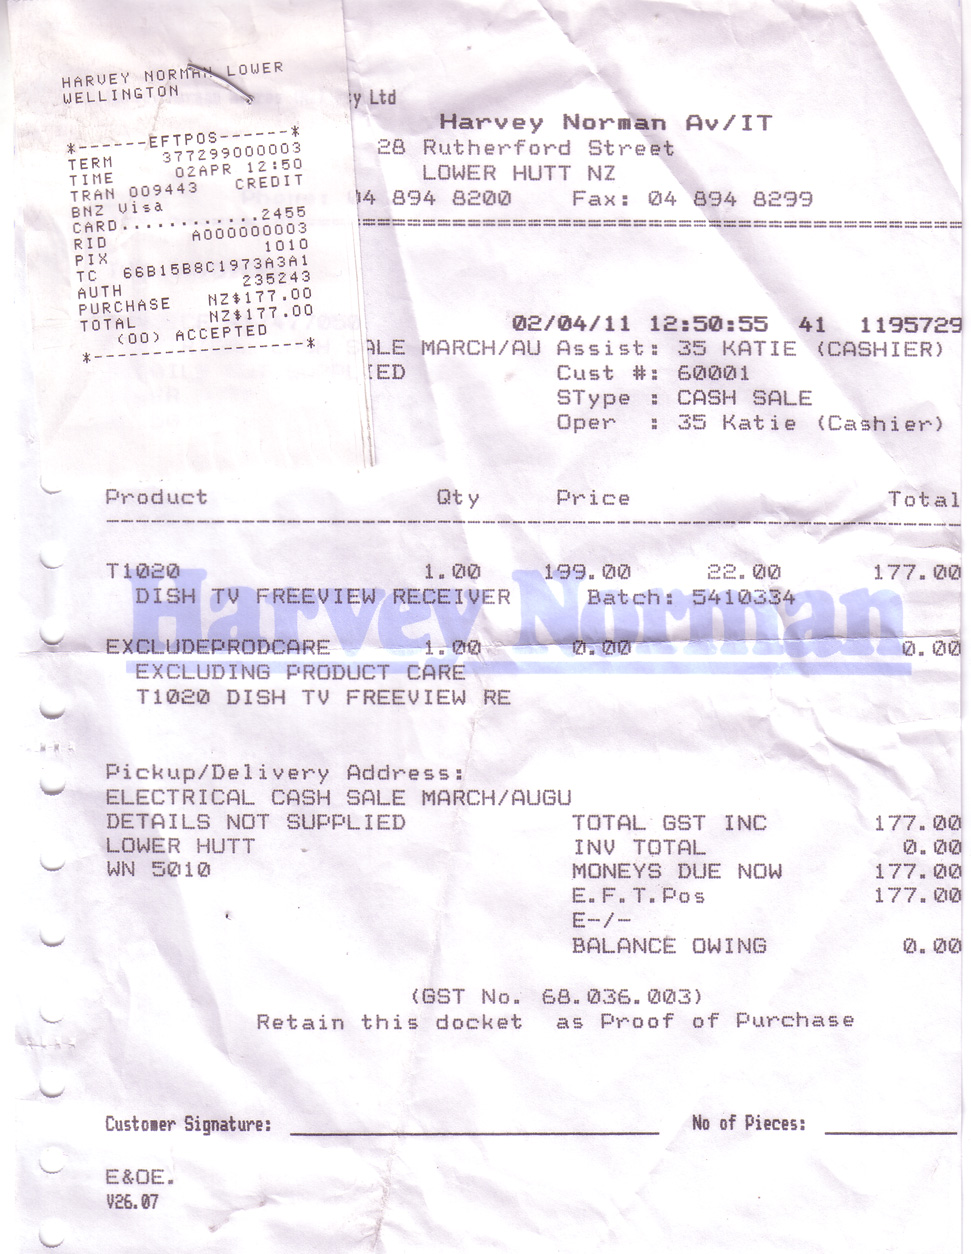 HARVEY NORMAN LOWER
WELLINGTON
*------EFTPOS------*
TERM 377299000003
TIME 02APR 12:50
TRAN 009443 CREDIT
BNZ Visa
CARD............2455
RID A000000003
PIX 1010
TC 66B15B8C1973A3A1
AUTH 235243
PURCHASE NZ$177.00
TOTAL NZ$177.00
(00) ACCEPTED
*------------------*
y Ltd
Harvey Norman Av/IT
28 Rutherford Street
LOWER HUTT NZ
04 894 8200 Fax: 04 894 8299
02/04/11 12:50:55 41 1195729
ALE MARCH/AU Assist: 35 KATIE (CASHIER)
IED Cust #: 60001
SType : CASH SALE
Oper : 35 Katie (Cashier)
Product Qty Price Total
T1020 1.00 199.00 22.00 177.00
DISH TV FREEVIEW RECEIVER Batch: 5410334
Harvey Norman
EXCLUDEPRODCARE 1.00 0.00 0.00
EXCLUDING PRODUCT CARE
T1020 DISH TV FREEVIEW RE
Pickup/Delivery Address:
ELECTRICAL CASH SALE MARCH/AUGU
DETAILS NOT SUPPLIED TOTAL GST INC 177.00
LOWER HUTT INV TOTAL 0.00
WN 5010 MONEYS DUE NOW 177.00
E.F.T.Pos 177.00
E-/-
BALANCE OWING 0.00
(GST No. 68.036.003)
Retain this docket as Proof of Purchase
Customer Signature: No of Pieces:
E&OE.
V26.07